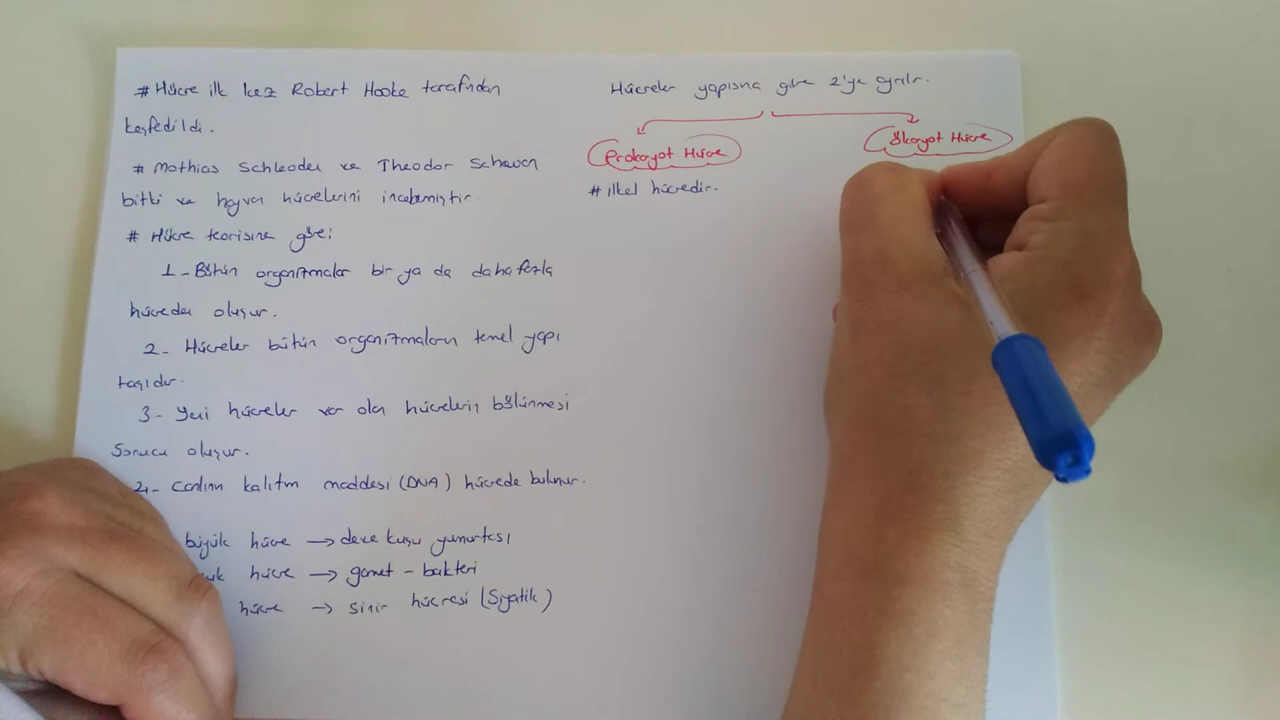 # Hücre ilk kez Robert Hooke tarafından
keşfedildi.
# Mathias Schleiden ve Theodor Schwan
bitki ve hayvan hücrelerini incelemiştir.
# Hücre teorisine göre;
1- Bütün organizmalar bir ya da daha fazla
hücreden oluşur.
2- Hücreler bütün organizmaların temel yapı
taşıdır.
3- Yeni hücreler var olan hücrelerin bölünmesi
sonucu oluşur.
4- Canlının kalıtım maddesi (DNA) hücrede bulunur.
büyük hücre → deve kuşu yumurtası
hücre → gamet - bakteri
hücre → sinir hücresi (Siyatik)
Hücreler yapısına göre 2'ye ayrılır.
Prokaryot Hücre
Ökaryot Hücre
# ilkel hücredir.